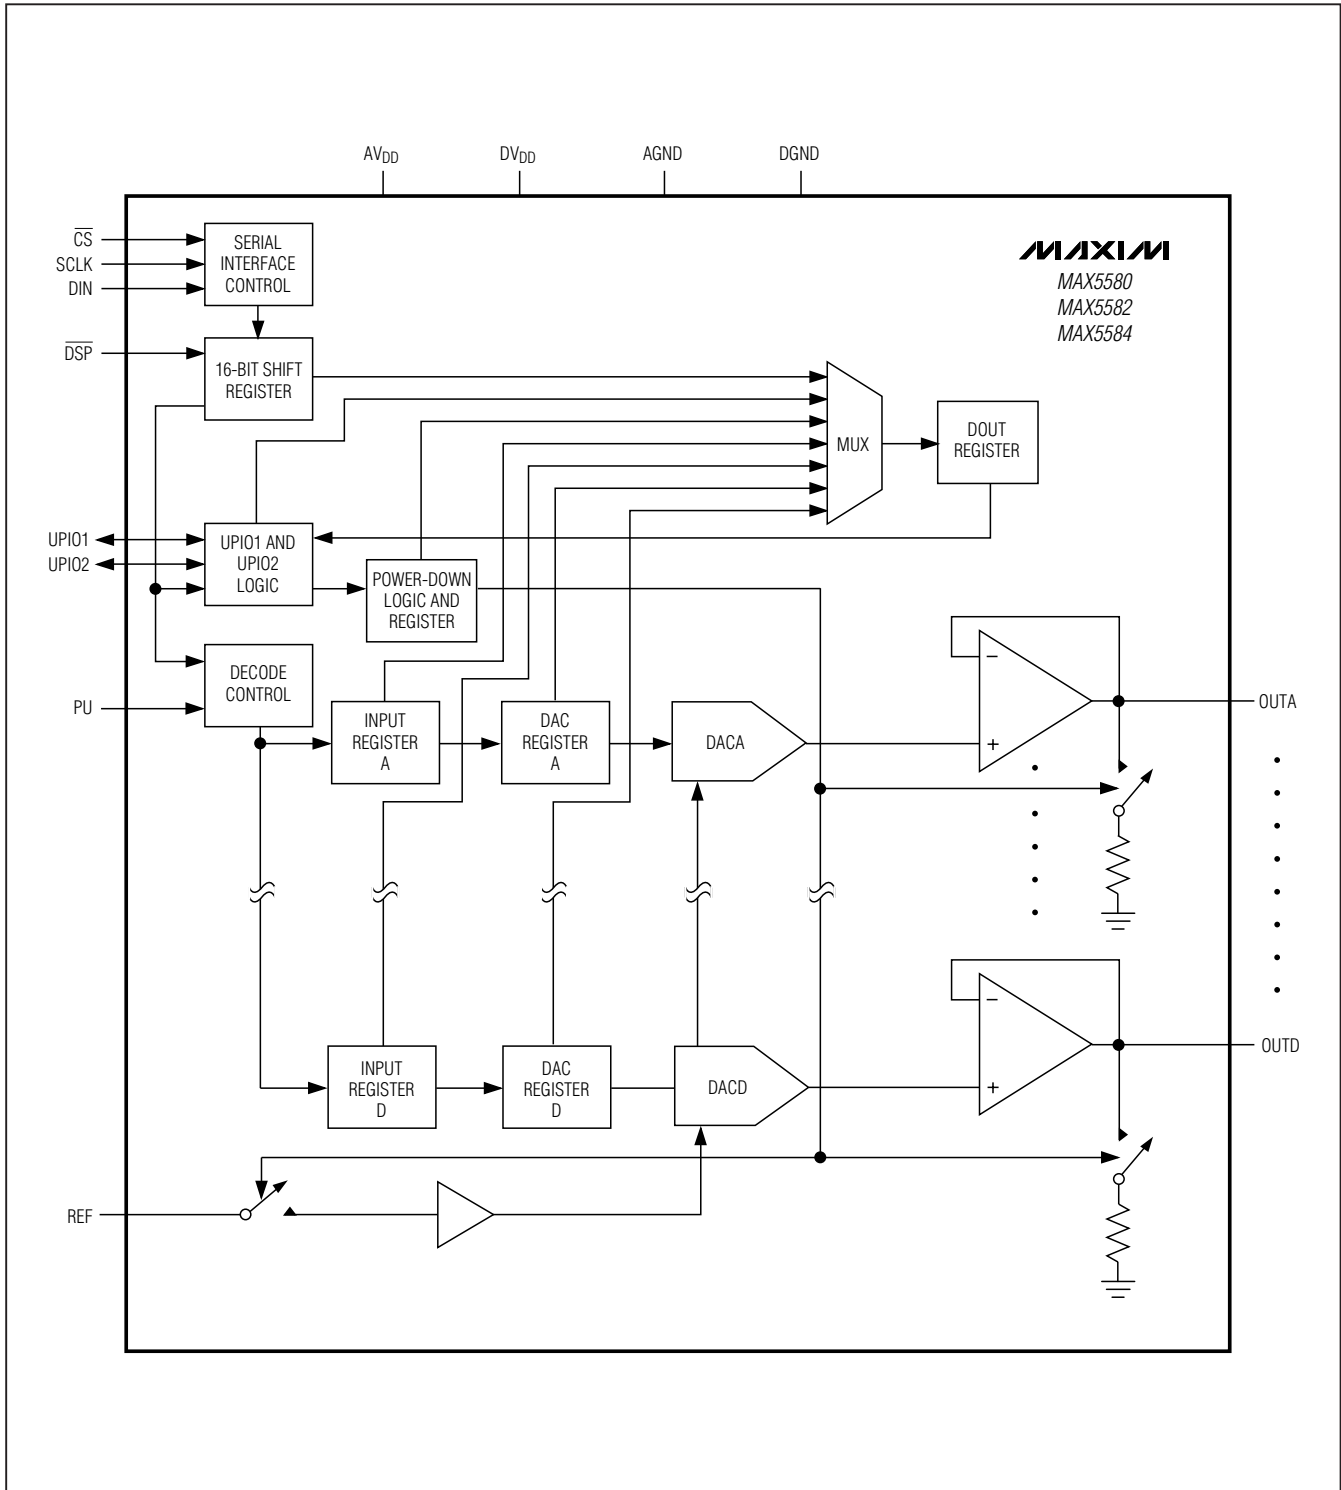 AVDD
DVDD
AGND
DGND
CS
SCLK
DIN
SERIAL
INTERFACE
CONTROL
MAXIM
MAX5580
MAX5582
MAX5584
DSP
16-BIT SHIFT
REGISTER
MUX
DOUT
REGISTER
UPIO1
UPIO2
UPIO1 AND
UPIO2
LOGIC
POWER-DOWN
LOGIC AND
REGISTER
DECODE
CONTROL
PU
INPUT
REGISTER
A
DAC
REGISTER
A
DACA
−
+
OUTA
INPUT
REGISTER
D
DAC
REGISTER
D
DACD
−
+
OUTD
REF